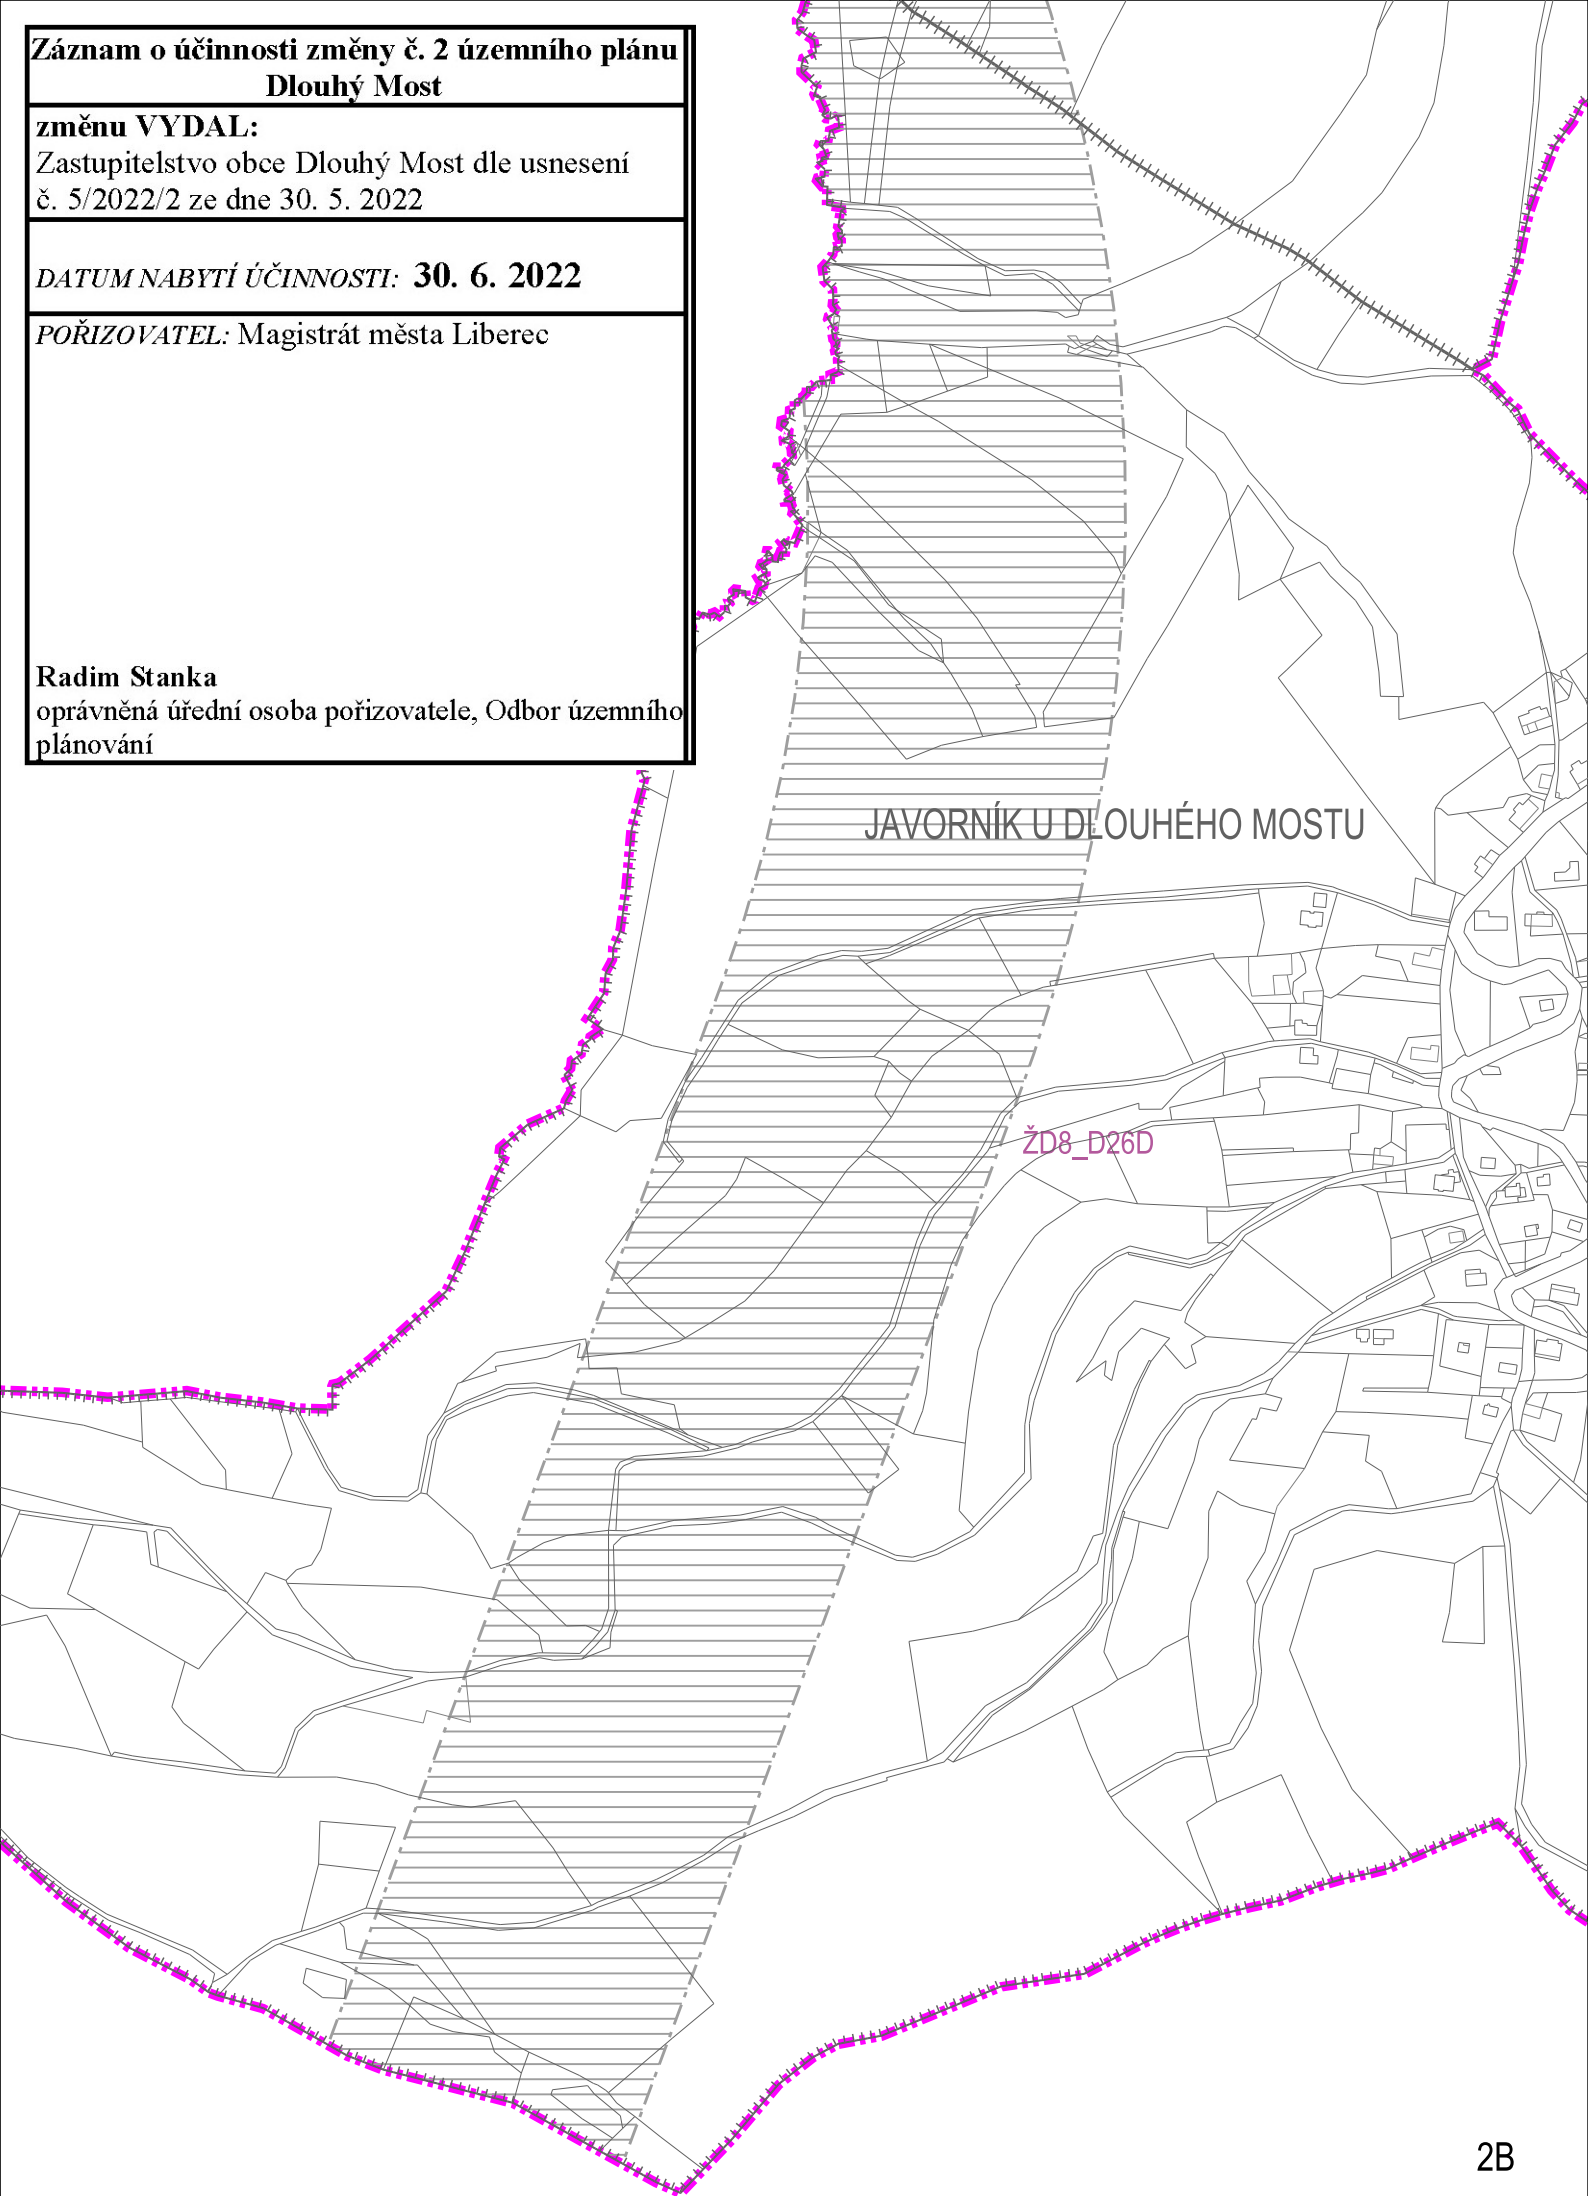 Záznam o účinnosti změny č. 2 územního plánu
Dlouhý Most
změnu VYDAL:
Zastupitelstvo obce Dlouhý Most dle usnesení
č. 5/2022/2 ze dne 30. 5. 2022
DATUM NABYTÍ ÚČINNOSTI: 30. 6. 2022
POŘIZOVATEL: Magistrát města Liberec
Radim Stanka
oprávněná úřední osoba pořizovatele, Odbor územního
plánování
JAVORNÍK U DLOUHÉHO MOSTU
ŽD8_D26D
2B